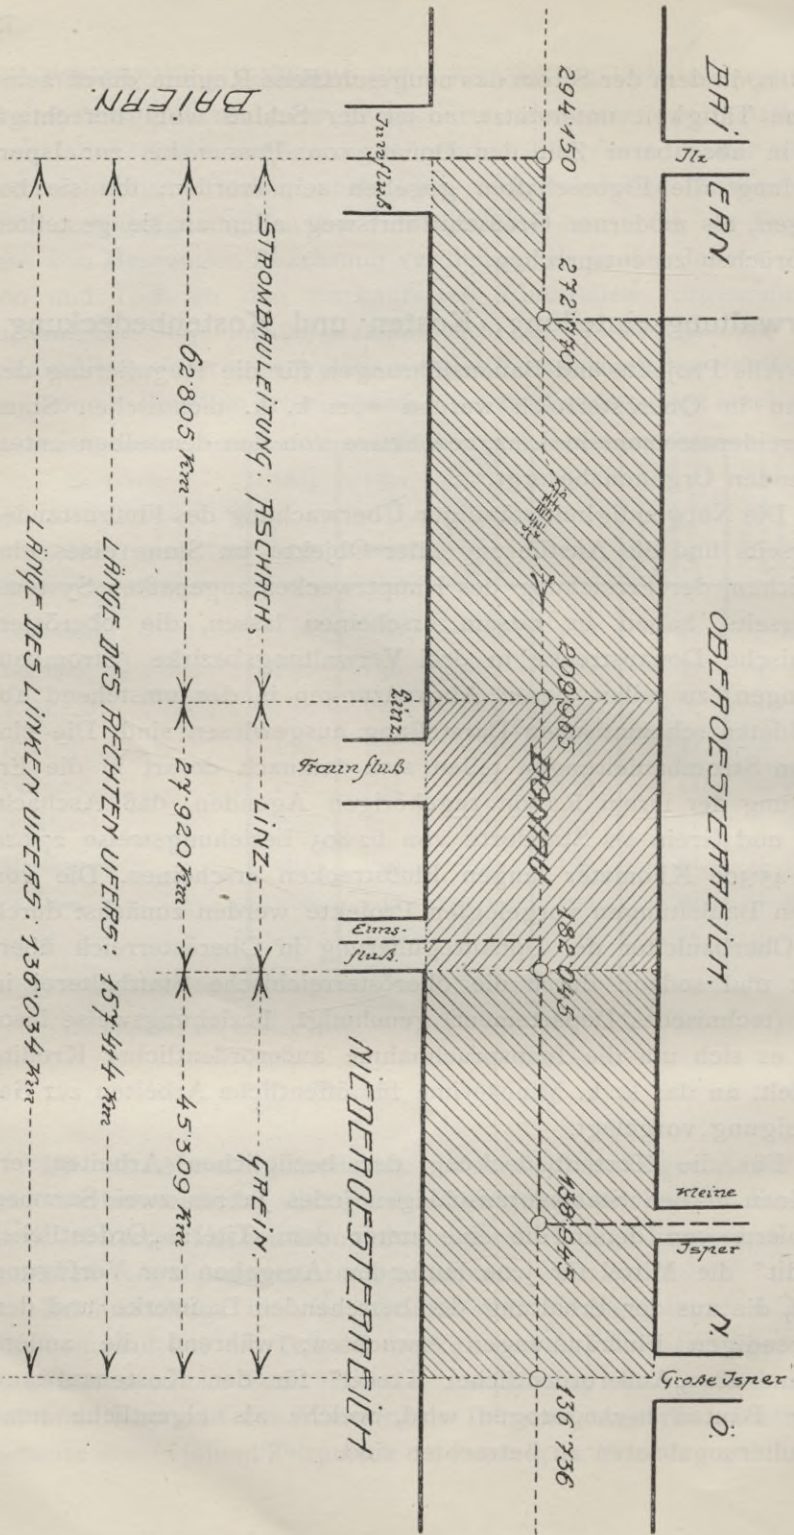 BAIERN
OBEROESTERREICH
N. Ö.
Ilz
Kleine
Isper
Große Isper
294·150
272·770
209·965
182·045
138·945
136·736
DONAU
Innfluß
Linz
Traunfluß
Enns-
fluß.
BAIERN.
NIEDEROESTERREICH
STROMBAULEITUNG ASCHACH,
LINZ,
GREIN.
62·805 Km
27·920 Km
45·309 Km
LÄNGE DES RECHTEN UFERS 157·414 Km
LÄNGE DES LINKEN UFERS 136·034 Km